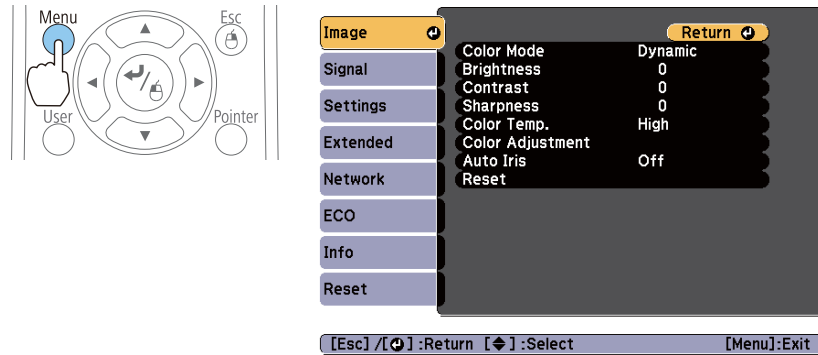 Menu
Esc
User
Pointer
Image
Signal
Settings
Extended
Network
ECO
Info
Reset
Return
Color Mode Dynamic
Brightness 0
Contrast 0
Sharpness 0
Color Temp. High
Color Adjustment
Auto Iris Off
Reset
[Esc] /[ ] :Return [ ] :Select [Menu]:Exit